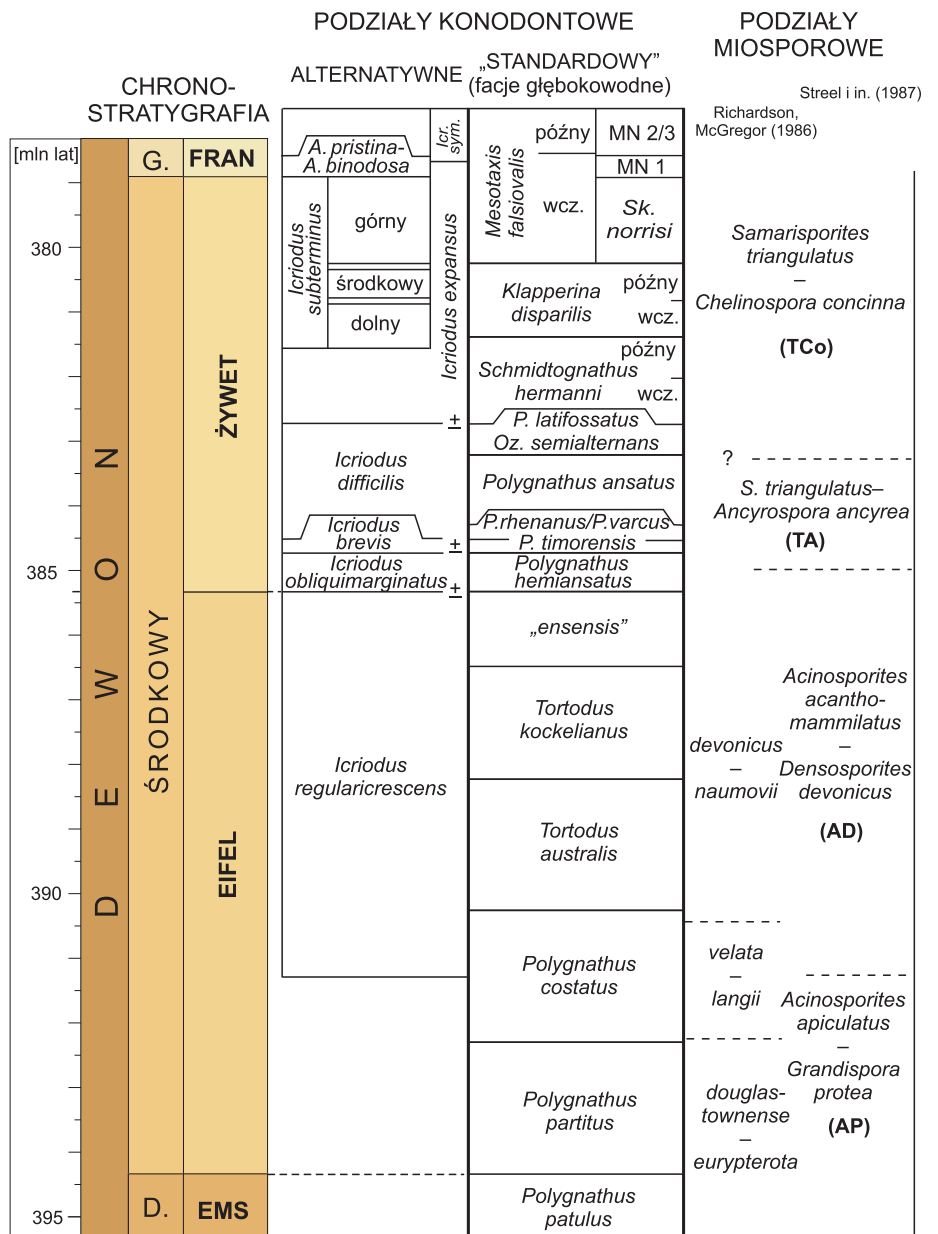 PODZIAŁY KONODONTOWE
PODZIAŁY
MIOSPOROWE
ALTERNATYWNE
„STANDARDOWY”
(facje głębokowodne)
CHRONO-
STRATYGRAFIA
Streel i in. (1987)
Richardson,
McGregor (1986)
[mln lat]
G.
FRAN
A. pristina-
A. binodosa
Icr.
sym.
Mesotaxis
falsiovalis
późny
MN 2/3
MN 1
wcz.
Sk.
norrisi
380
Icriodus
subterminus
górny
środkowy
dolny
Icriodus expansus
Klapperina
disparilis
późny
wcz.
Samarisporites
triangulatus
–
Chelinospora concinna
(TCo)
Schmidtognathus
hermanni
późny
wcz.
ŻYWET
±
P. latifossatus
Oz. semialternans
Icriodus
difficilis
Polygnathus ansatus
?
S. triangulatus–
Ancyrospora ancyrea
(TA)
Icriodus
brevis
P.rhenanus/P.varcus
±
P. timorensis
385
Icriodus
obliquimarginatus
±
Polygnathus
hemiansatus
DEWON
ŚRODKOWY
EIFEL
„ensensis”
Tortodus
kockelianus
Icriodus
regularicrescens
devonicus
–
naumovii
Acinosporites
acantho-
mammilatus
–
Densosporites
devonicus
(AD)
Tortodus
australis
390
Polygnathus
costatus
velata
–
langii
Acinosporites
apiculatus
–
Grandispora
protea
(AP)
Polygnathus
partitus
douglas-
townense
–
eurypterota
395
D.
EMS
Polygnathus
patulus